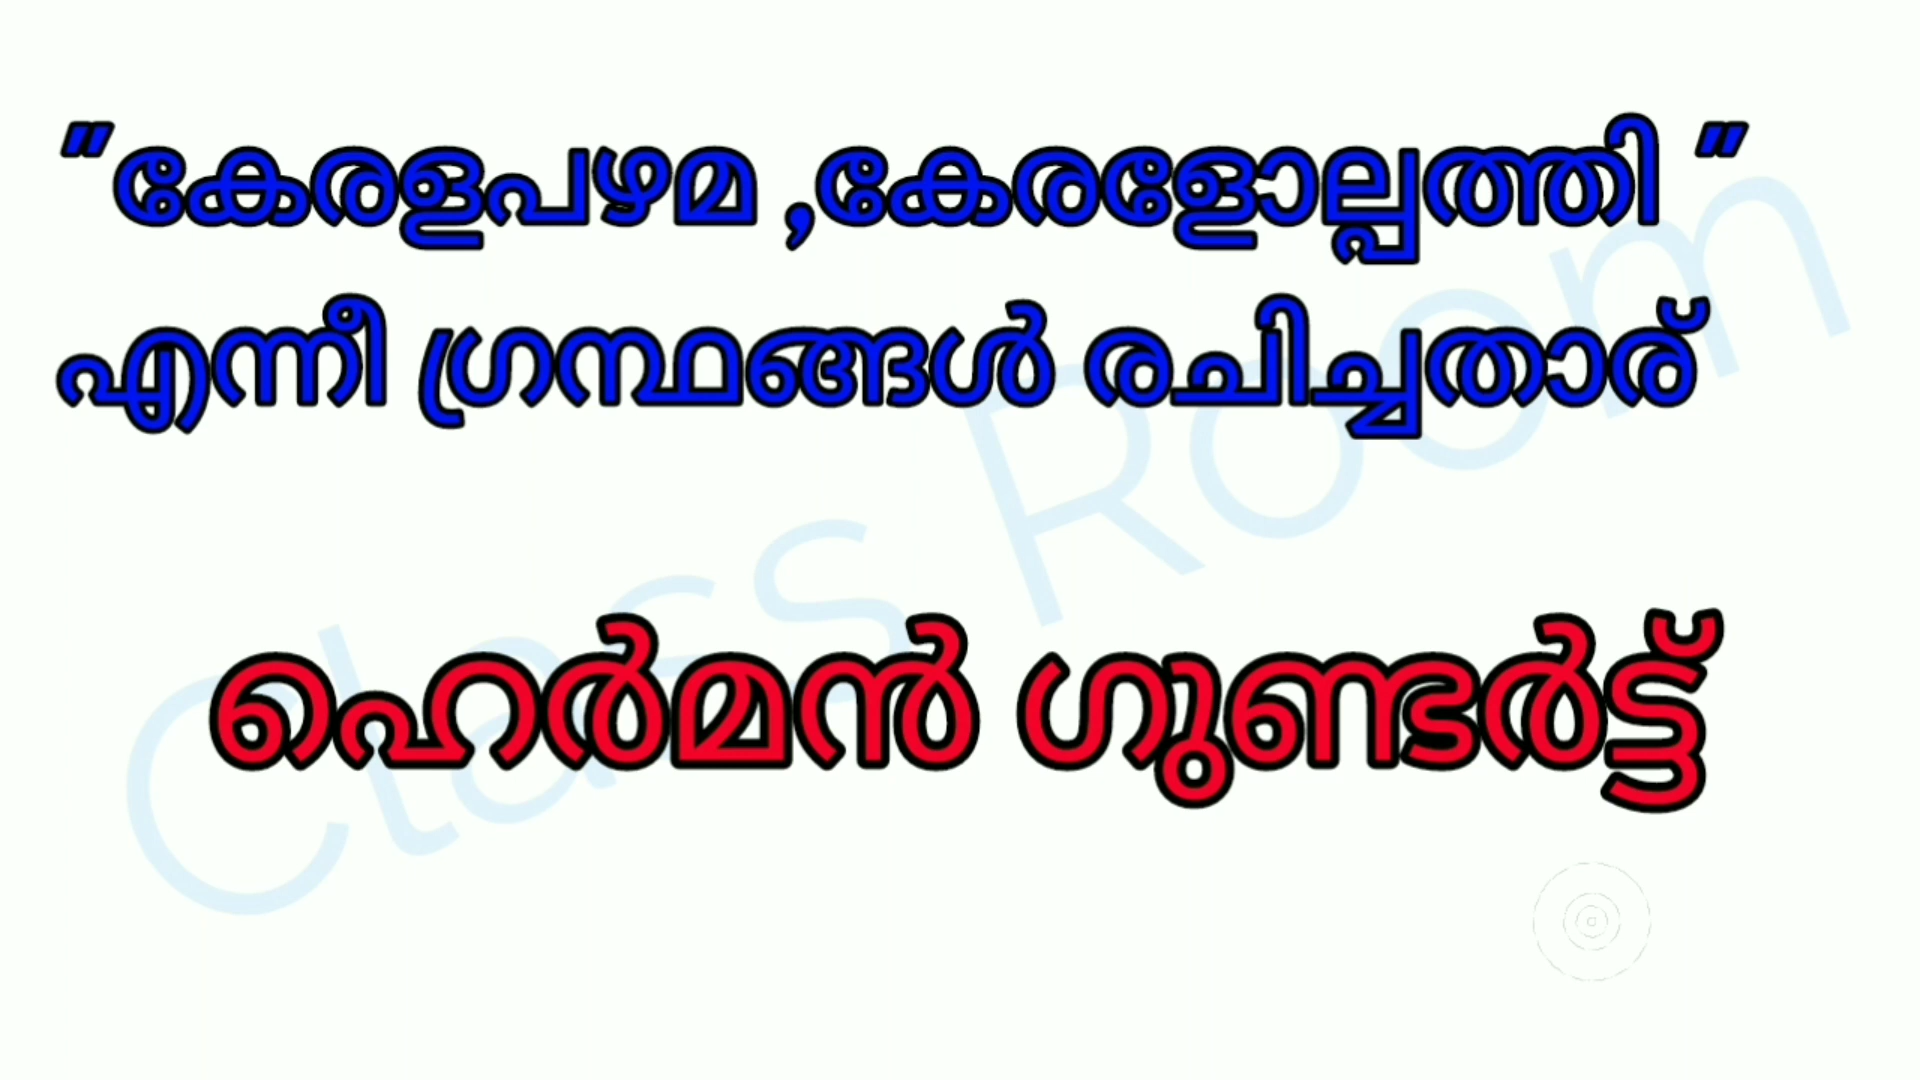 "കേരളപഴമ ,കേരളോല്പത്തി "
എന്നീ ഗ്രന്ഥങ്ങൾ രചിച്ചതാര്
ഹെർമൻ ഗുണ്ടർട്ട്
Class Room